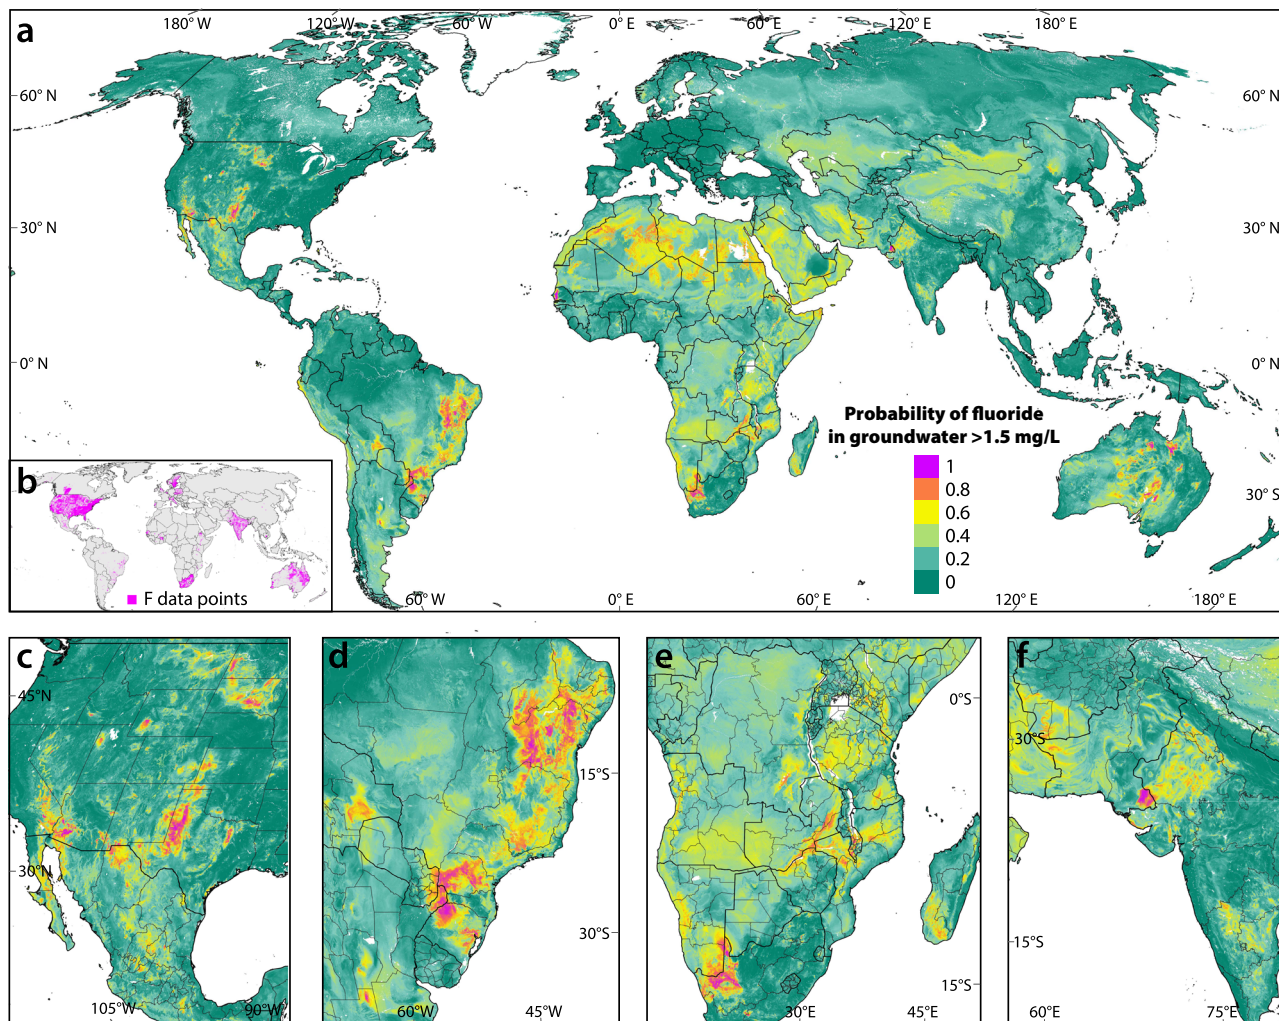 a
180°W
120°W
60°W
0°E
60°E
120°E
180°E
60°N
60°N
30°N
30°N
0°N
0°N
Probability of fluoride
in groundwater >1.5 mg/L
1
0.8
0.6
0.4
0.2
0
30°S
b
F data points
60°W
0°
60°E
120°E
180°E
c
d
e
f
45°N
0°S
30°S
15°S
30°N
30°S
15°S
15°S
105°W
90°W
60°W
45°W
30°E
45°E
60°E
75°E